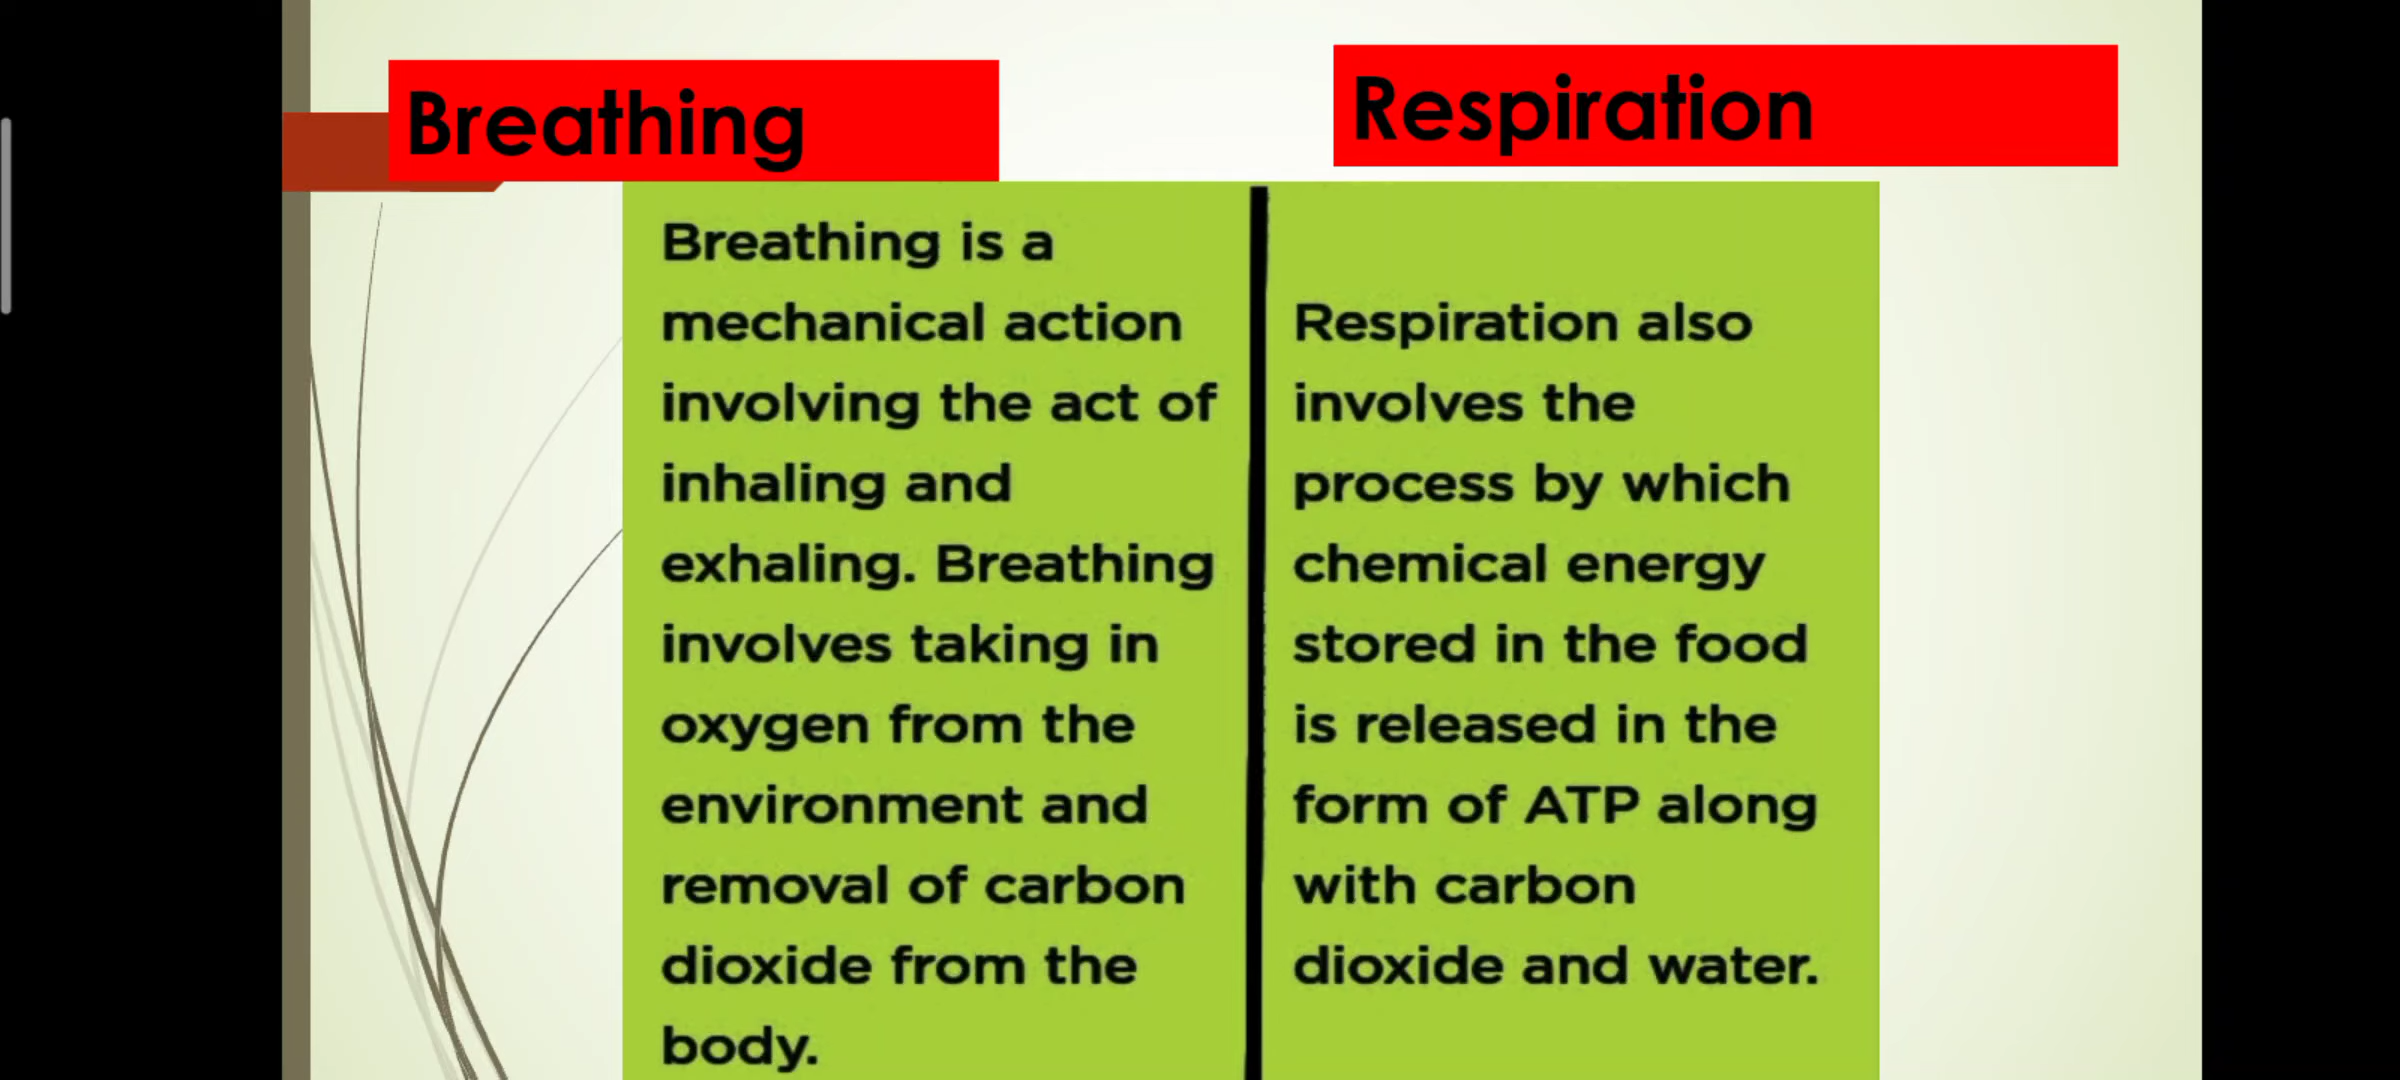 Breathing
Respiration
Breathing is a
mechanical action
involving the act of
inhaling and
exhaling. Breathing
involves taking in
oxygen from the
environment and
removal of carbon
dioxide from the
body.
Respiration also
involves the
process by which
chemical energy
stored in the food
is released in the
form of ATP along
with carbon
dioxide and water.